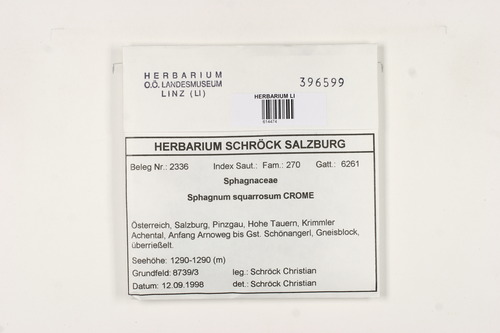 HERBARIUM
O.Ö. LANDESMUSEUM
LINZ (LI)
396599
HERBARIUM LI
614474
HERBARIUM SCHRÖCK SALZBURG
Beleg Nr.: 2336 Index Saut.: Fam.: 270 Gatt.: 6261
Sphagnaceae
Sphagnum squarrosum CROME
Österreich, Salzburg, Pinzgau, Hohe Tauern, Krimmler
Achental, Anfang Arnoweg bis Gst. Schönangerl, Gneisblock,
überrieselt.
Seehöhe: 1290-1290 (m)
Grundfeld: 8739/3 leg.: Schröck Christian
Datum: 12.09.1998 det.: Schröck Christian